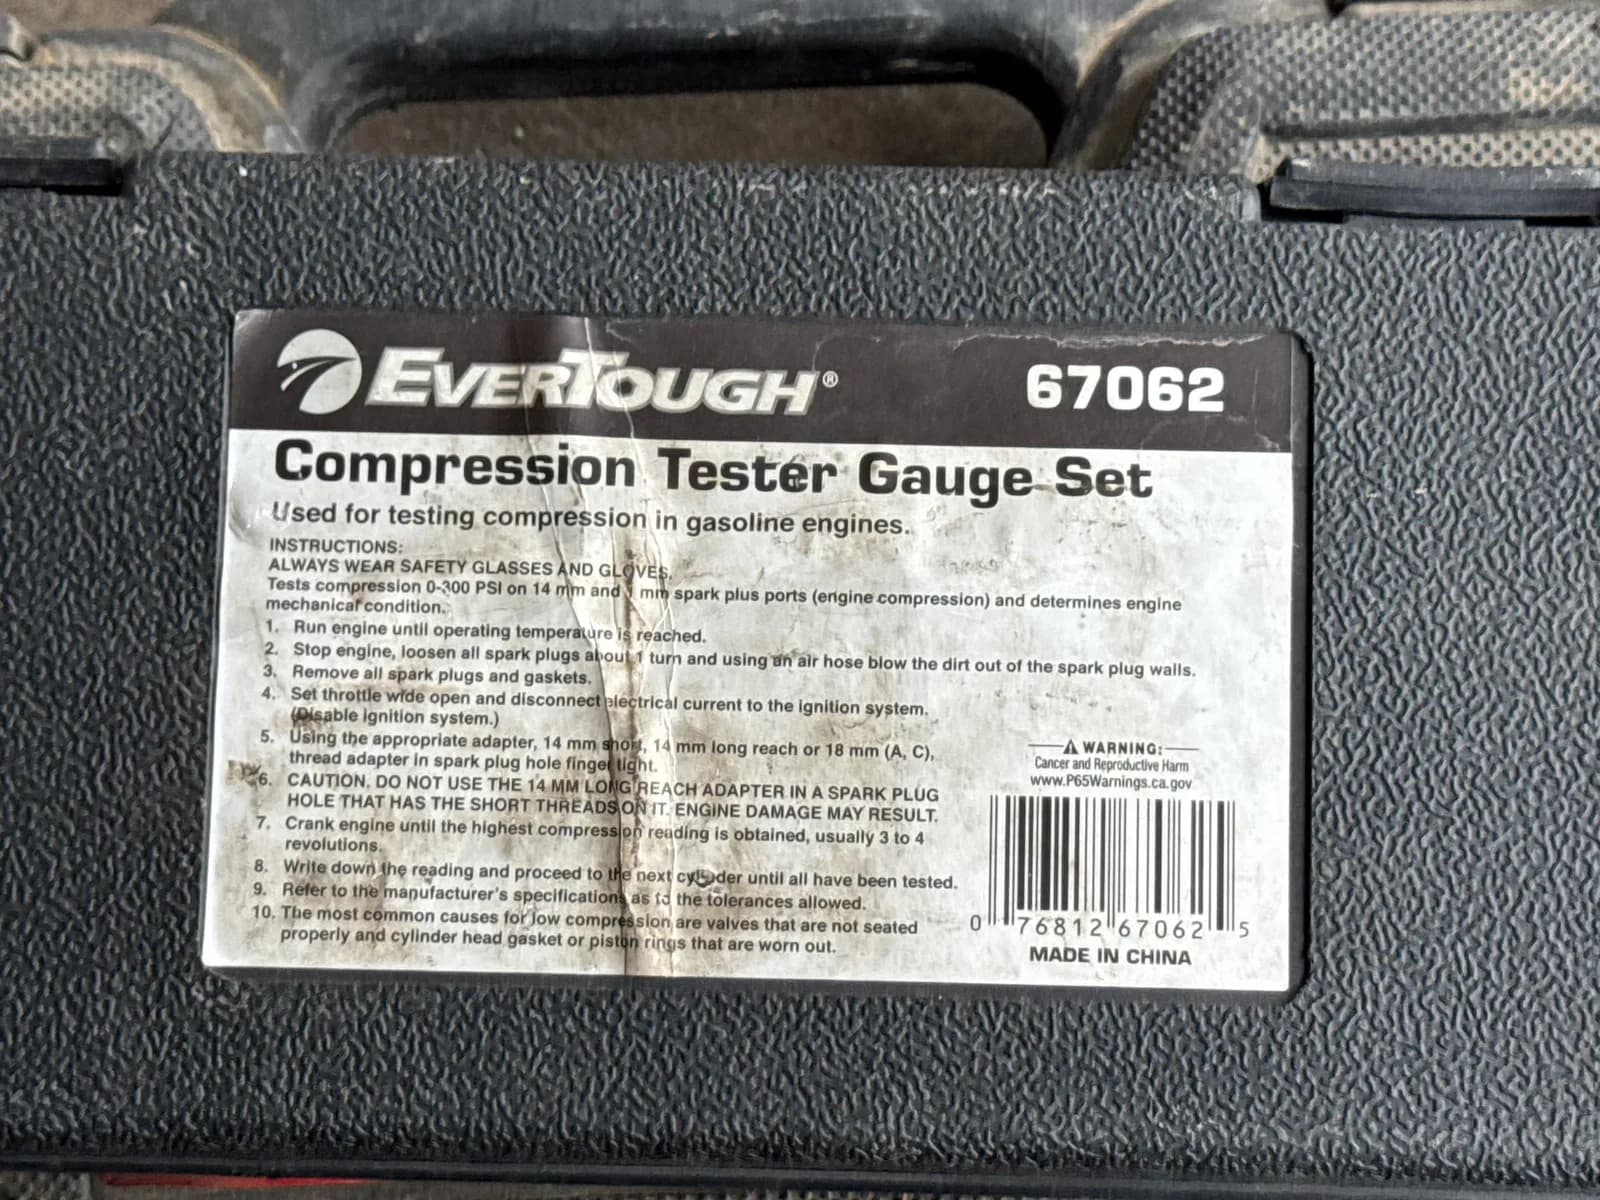 EVERTOUGH®
67062
Compression Tester Gauge Set
Used for testing compression in gasoline engines.
INSTRUCTIONS:
ALWAYS WEAR SAFETY GLASSES AND GLOVES.
Tests compression 0-300 PSI on 14 mm and mm spark plus ports (engine compression) and determines engine
mechanical condition.
1. Run engine until operating temperature is reached.
2. Stop engine, loosen all spark plugs about 1 turn and using an air hose blow the dirt out of the spark plug walls.
3. Remove all spark plugs and gaskets.
4. Set throttle wide open and disconnect electrical current to the ignition system.
(Disable ignition system.)
5. Using the appropriate adapter, 14 mm short, 14 mm long reach or 18 mm (A, C),
thread adapter in spark plug hole finger tight.
6. CAUTION. DO NOT USE THE 14 MM LONG REACH ADAPTER IN A SPARK PLUG
HOLE THAT HAS THE SHORT THREADS ON IT. ENGINE DAMAGE MAY RESULT.
7. Crank engine until the highest compression reading is obtained, usually 3 to 4
revolutions.
8. Write down the reading and proceed to the next cylinder until all have been tested.
9. Refer to the manufacturer's specifications as to the tolerances allowed.
10. The most common causes for low compression are valves that are not seated
properly and cylinder head gasket or piston rings that are worn out.
⚠ WARNING:
Cancer and Reproductive Harm
www.P65Warnings.ca.gov
0 76812 67062 5
MADE IN CHINA